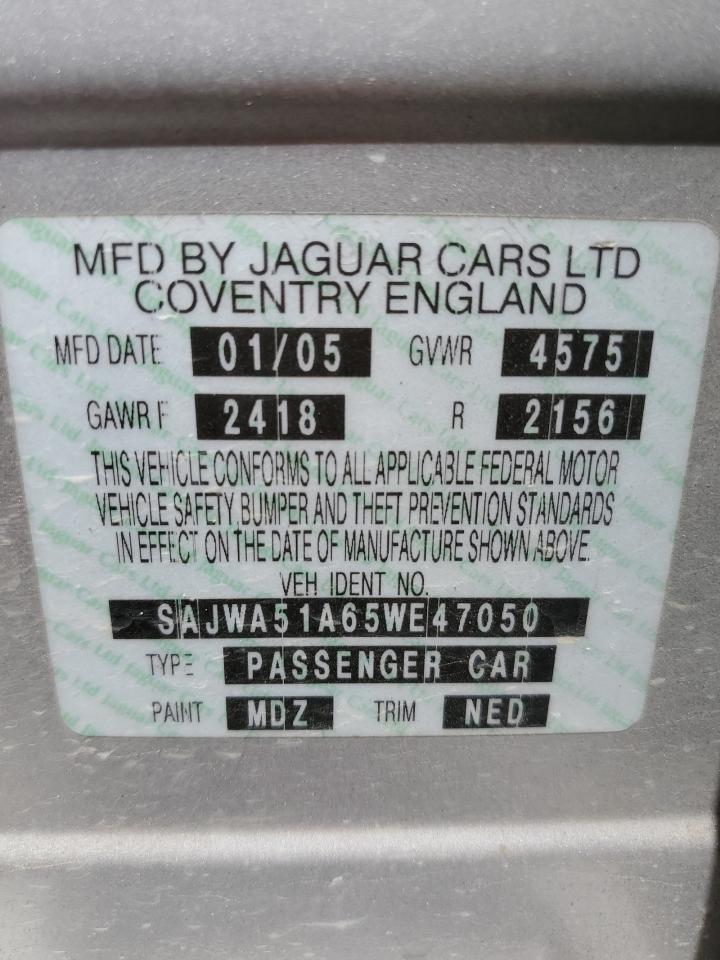 MFD BY JAGUAR CARS LTD
COVENTRY ENGLAND
MFD DATE 01/05 GVWR 4575
GAWR F 2418 R 2156
THIS VEHICLE CONFORMS TO ALL APPLICABLE FEDERAL MOTOR
VEHICLE SAFETY BUMPER AND THEFT PREVENTION STANDARDS
IN EFFECT ON THE DATE OF MANUFACTURE SHOWN ABOVE.
VEH IDENT NO.
SAJWA51A65WE47050
TYPE PASSENGER CAR
PAINT MDZ TRIM NED